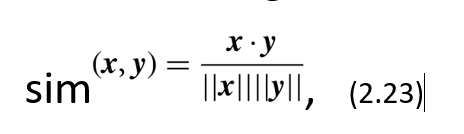 sim(x, y) = x · y / ||x||||y||, (2.23)